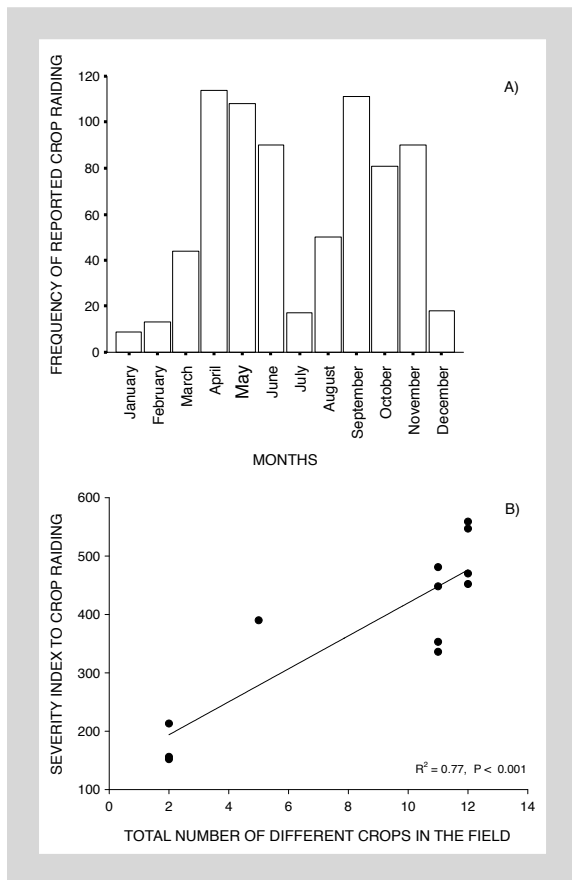 FREQUENCY OF REPORTED CROP RAIDING
A)
120
100
80
60
40
20
0
January
February
March
April
May
June
July
August
September
October
November
December
MONTHS
SEVERITY INDEX TO CROP RAIDING
B)
600
500
400
300
200
100
R² = 0.77, P < 0.001
0 2 4 6 8 10 12 14
TOTAL NUMBER OF DIFFERENT CROPS IN THE FIELD